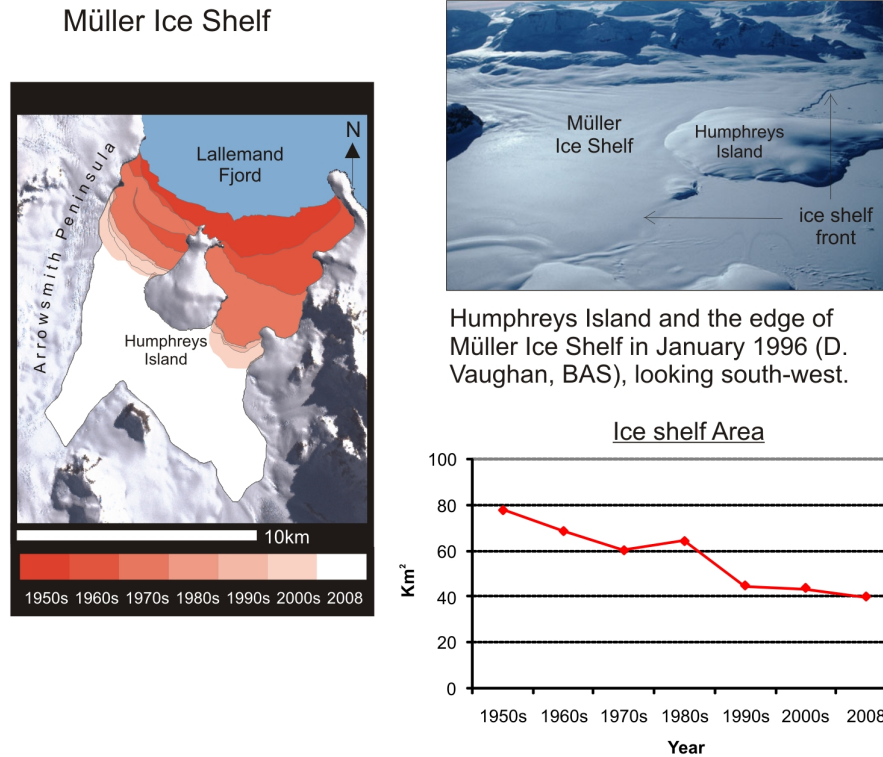 Müller Ice Shelf
N
Lallemand
Fjord
Arrowsmith Peninsula
Humphreys
Island
10km
1950s 1960s 1970s 1980s 1990s 2000s 2008
Müller
Ice Shelf
Humphreys
Island
ice shelf
front
Humphreys Island and the edge of
Müller Ice Shelf in January 1996 (D.
Vaughan, BAS), looking south-west.
Ice shelf Area
100
80
60
40
20
0
Km²
1950s 1960s 1970s 1980s 1990s 2000s 2008
Year